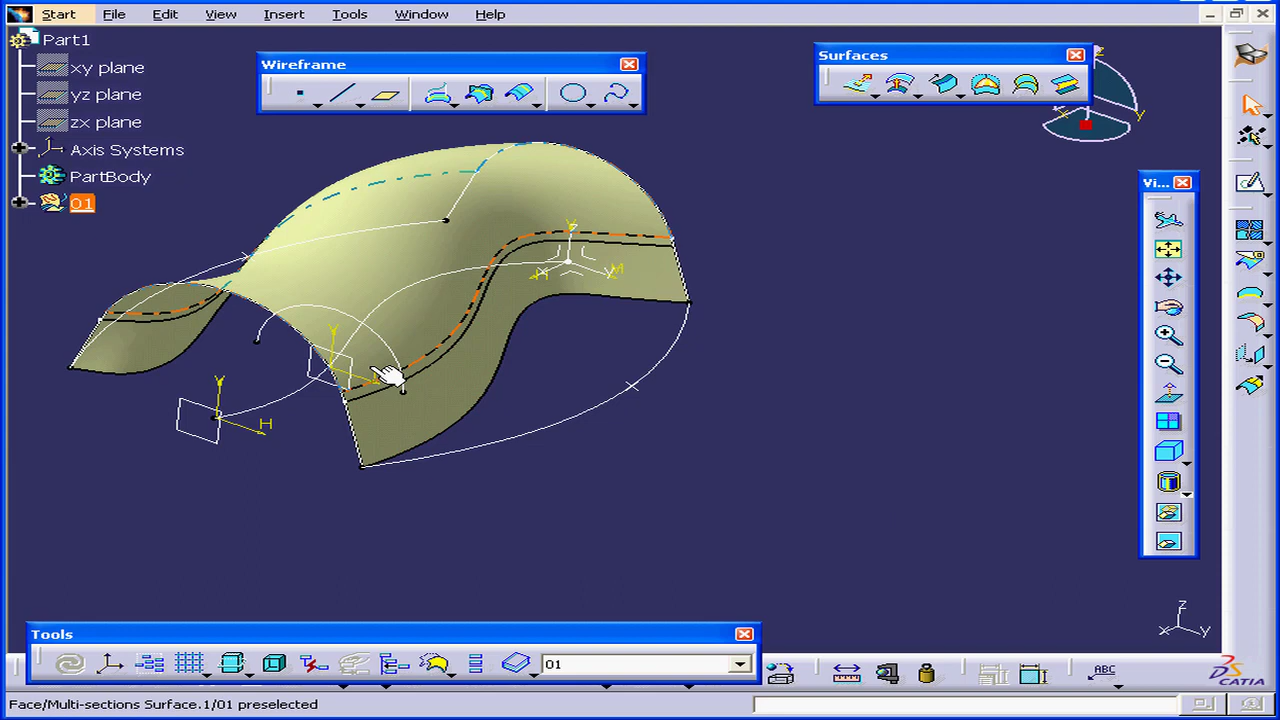 Start File Edit View Insert Tools Window Help
Part1
xy plane
yz plane
zx plane
Axis Systems
PartBody
01
Wireframe
Surfaces
Vi...
H
z
x y
Tools
01
ABC
CATIA
Face/Multi-sections Surface.1/01 preselected